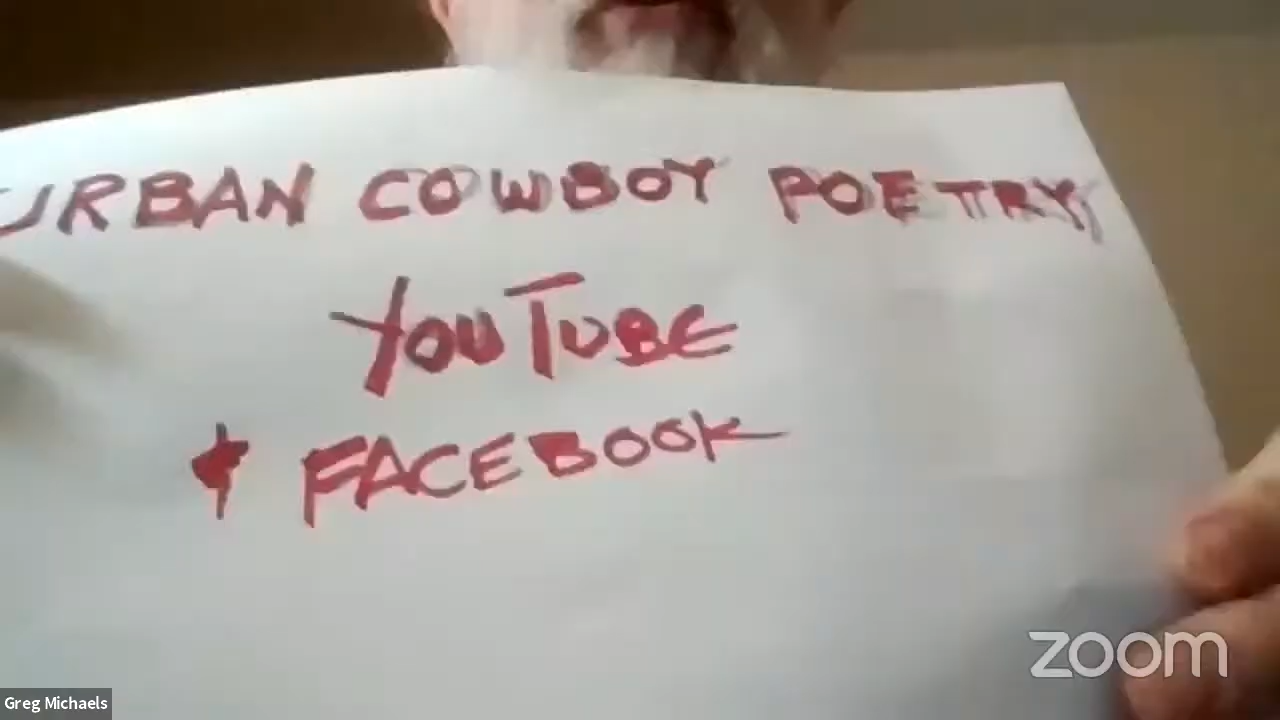 URBAN COWBOY POETRY,
YOUTUBE
& FACEBOOK
zoom
Greg Michaels